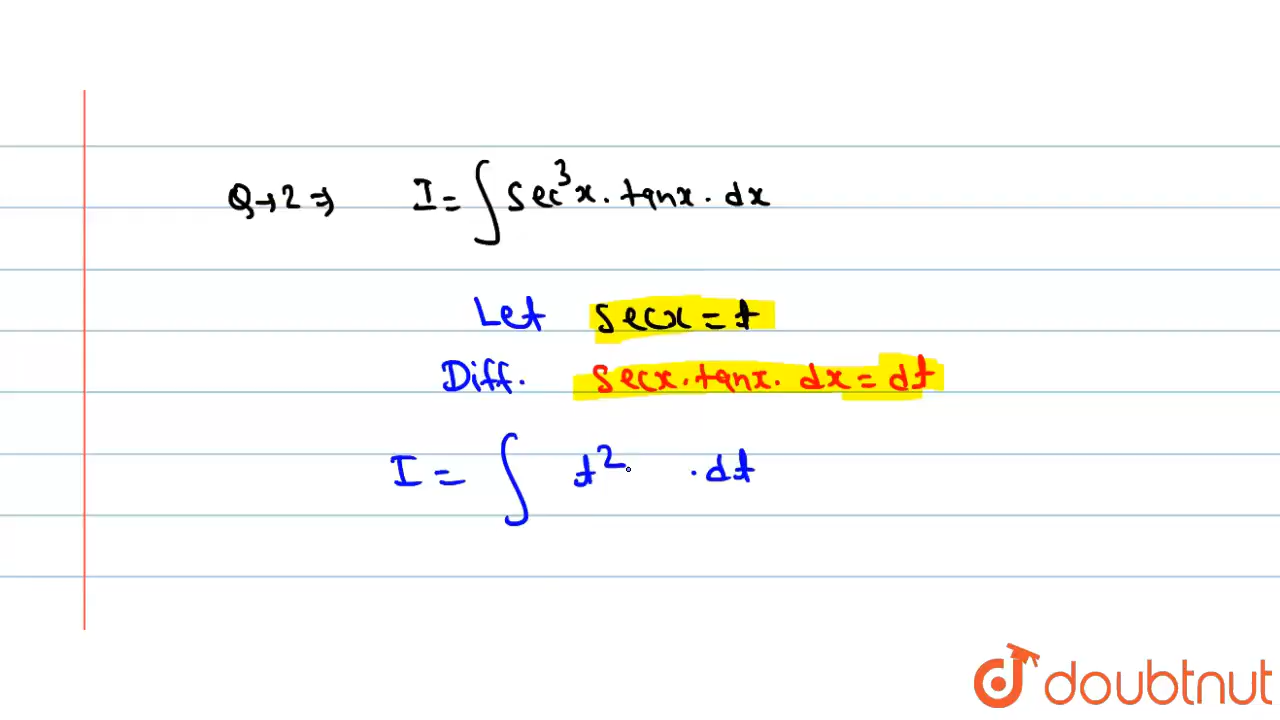 Q→2⇒ I = ∫ Sec³x · tanx · dx
Let Secx = t
Diff. Secx · tanx · dx = dt
I = ∫ t² · dt
doubtnut